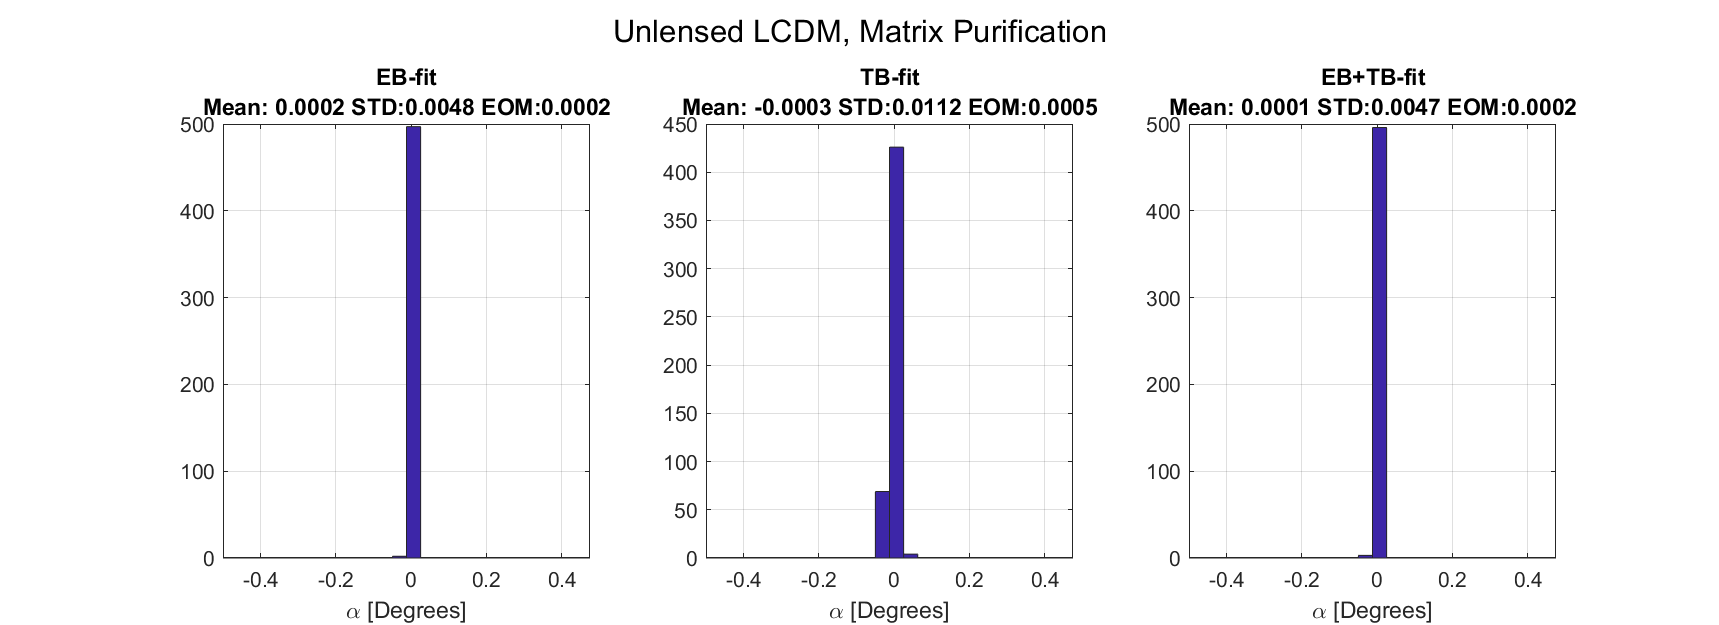 Unlensed LCDM, Matrix Purification
EB-fit
Mean: 0.0002 STD:0.0048 EOM:0.0002
500
400
300
200
100
0
-0.4 -0.2 0 0.2 0.4
α [Degrees]
TB-fit
Mean: -0.0003 STD:0.0112 EOM:0.0005
450
400
350
300
250
200
150
100
50
0
-0.4 -0.2 0 0.2 0.4
α [Degrees]
EB+TB-fit
Mean: 0.0001 STD:0.0047 EOM:0.0002
500
400
300
200
100
0
-0.4 -0.2 0 0.2 0.4
α [Degrees]